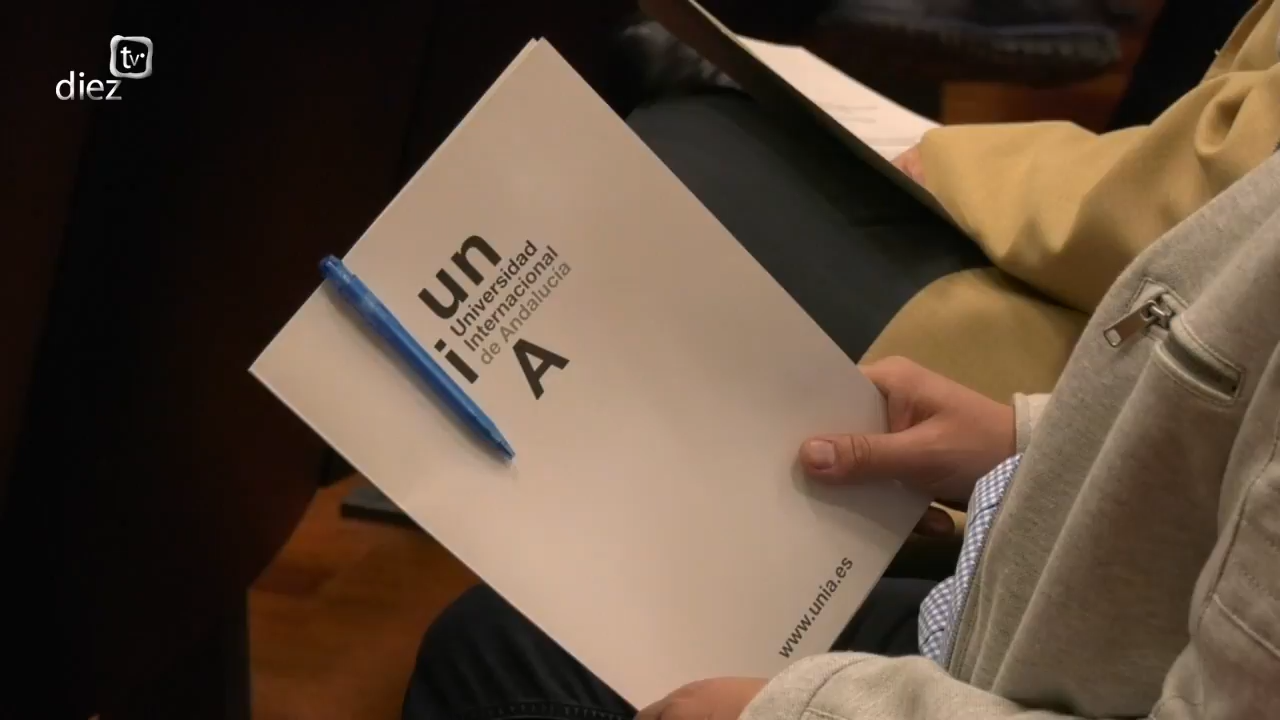 diez tv
un
i
Universidad
Internacional
de Andalucía
A
www.unia.es